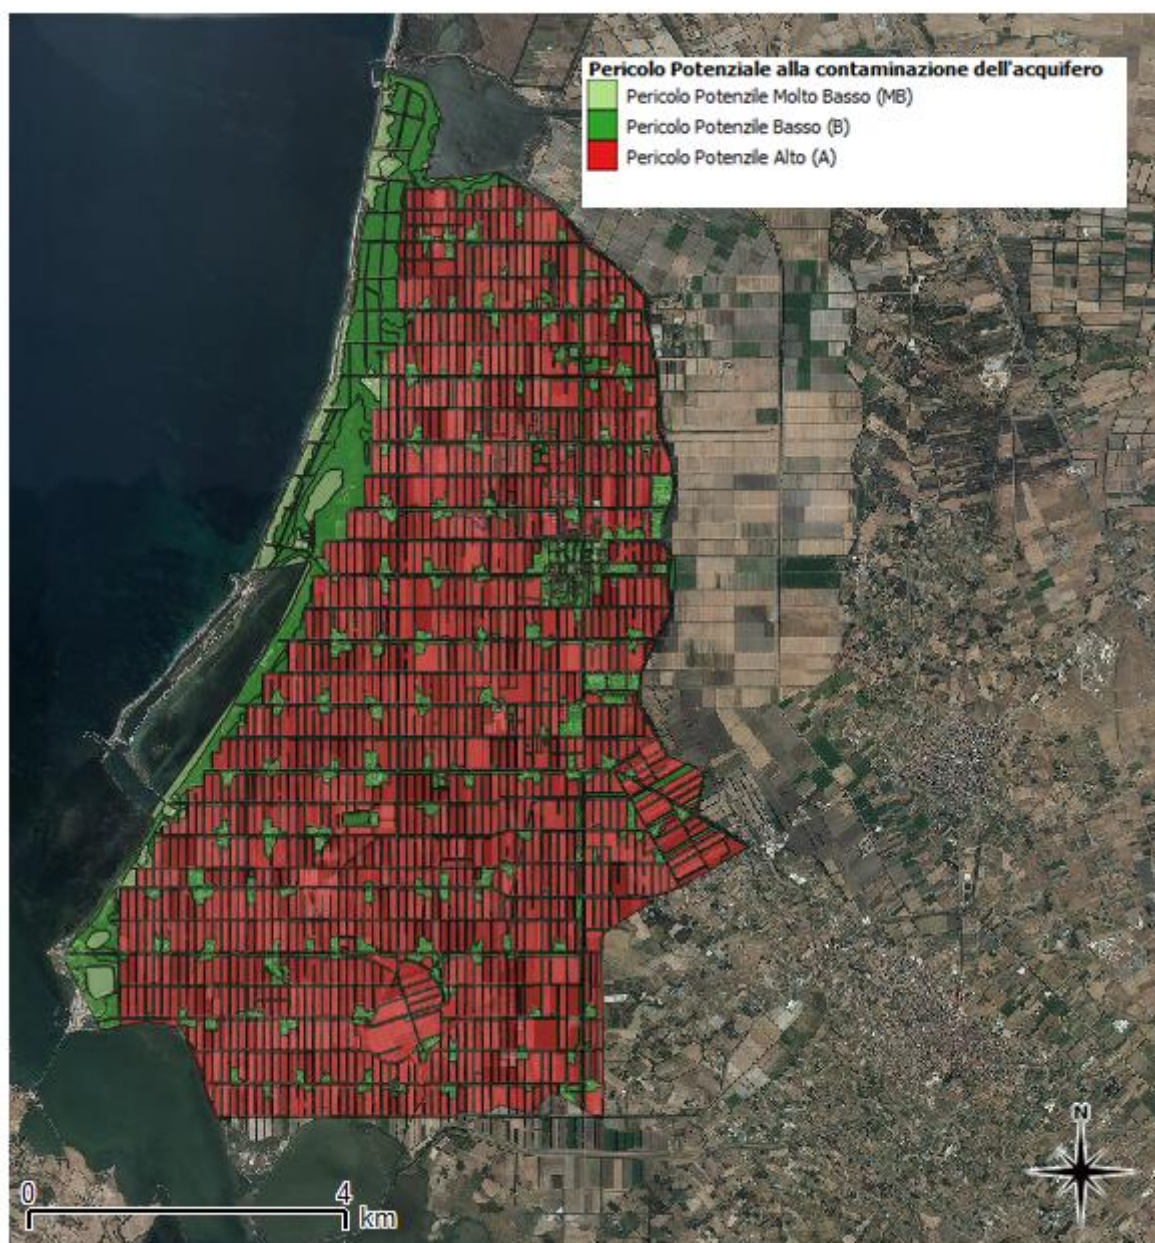 Pericolo Potenziale alla contaminazione dell'acquifero
Pericolo Potenzile Molto Basso (MB)
Pericolo Potenzile Basso (B)
Pericolo Potenzile Alto (A)
N
0 4
km